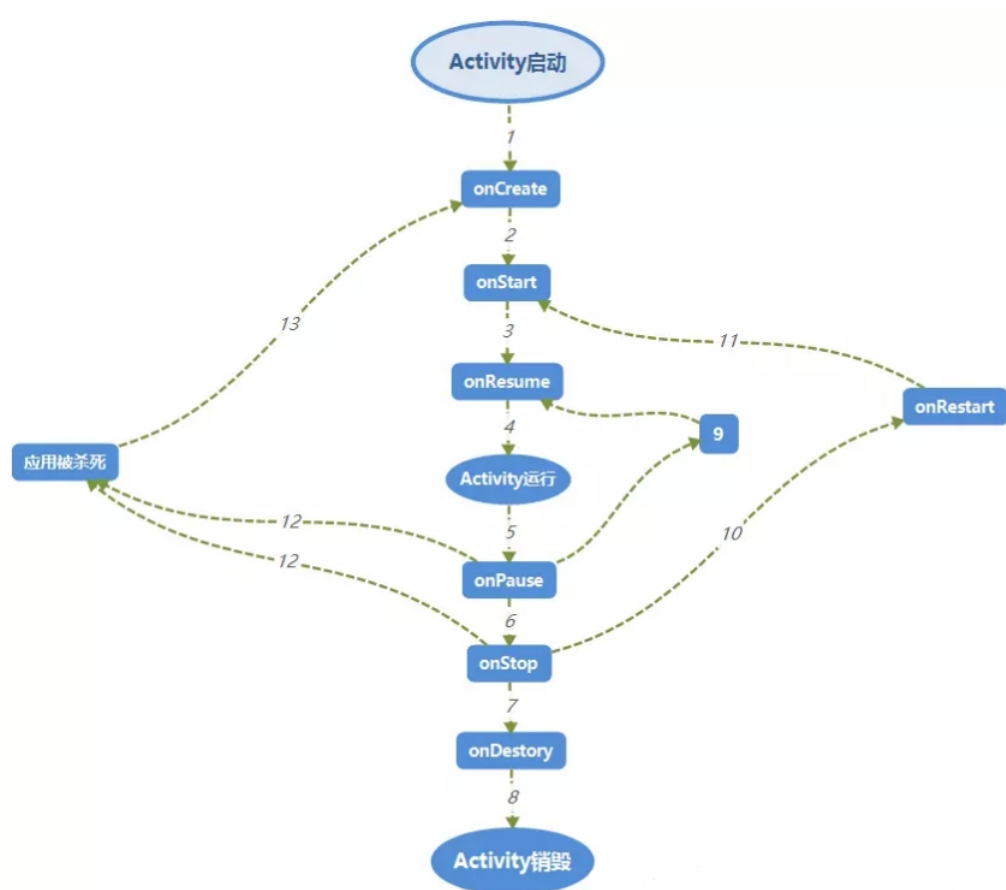 Activity启动
1
onCreate
2
onStart
13
3
11
onResume
onRestart
4
9
应用被杀死
Activity运行
12
5
10
12
onPause
6
onStop
7
onDestory
8
Activity销毁